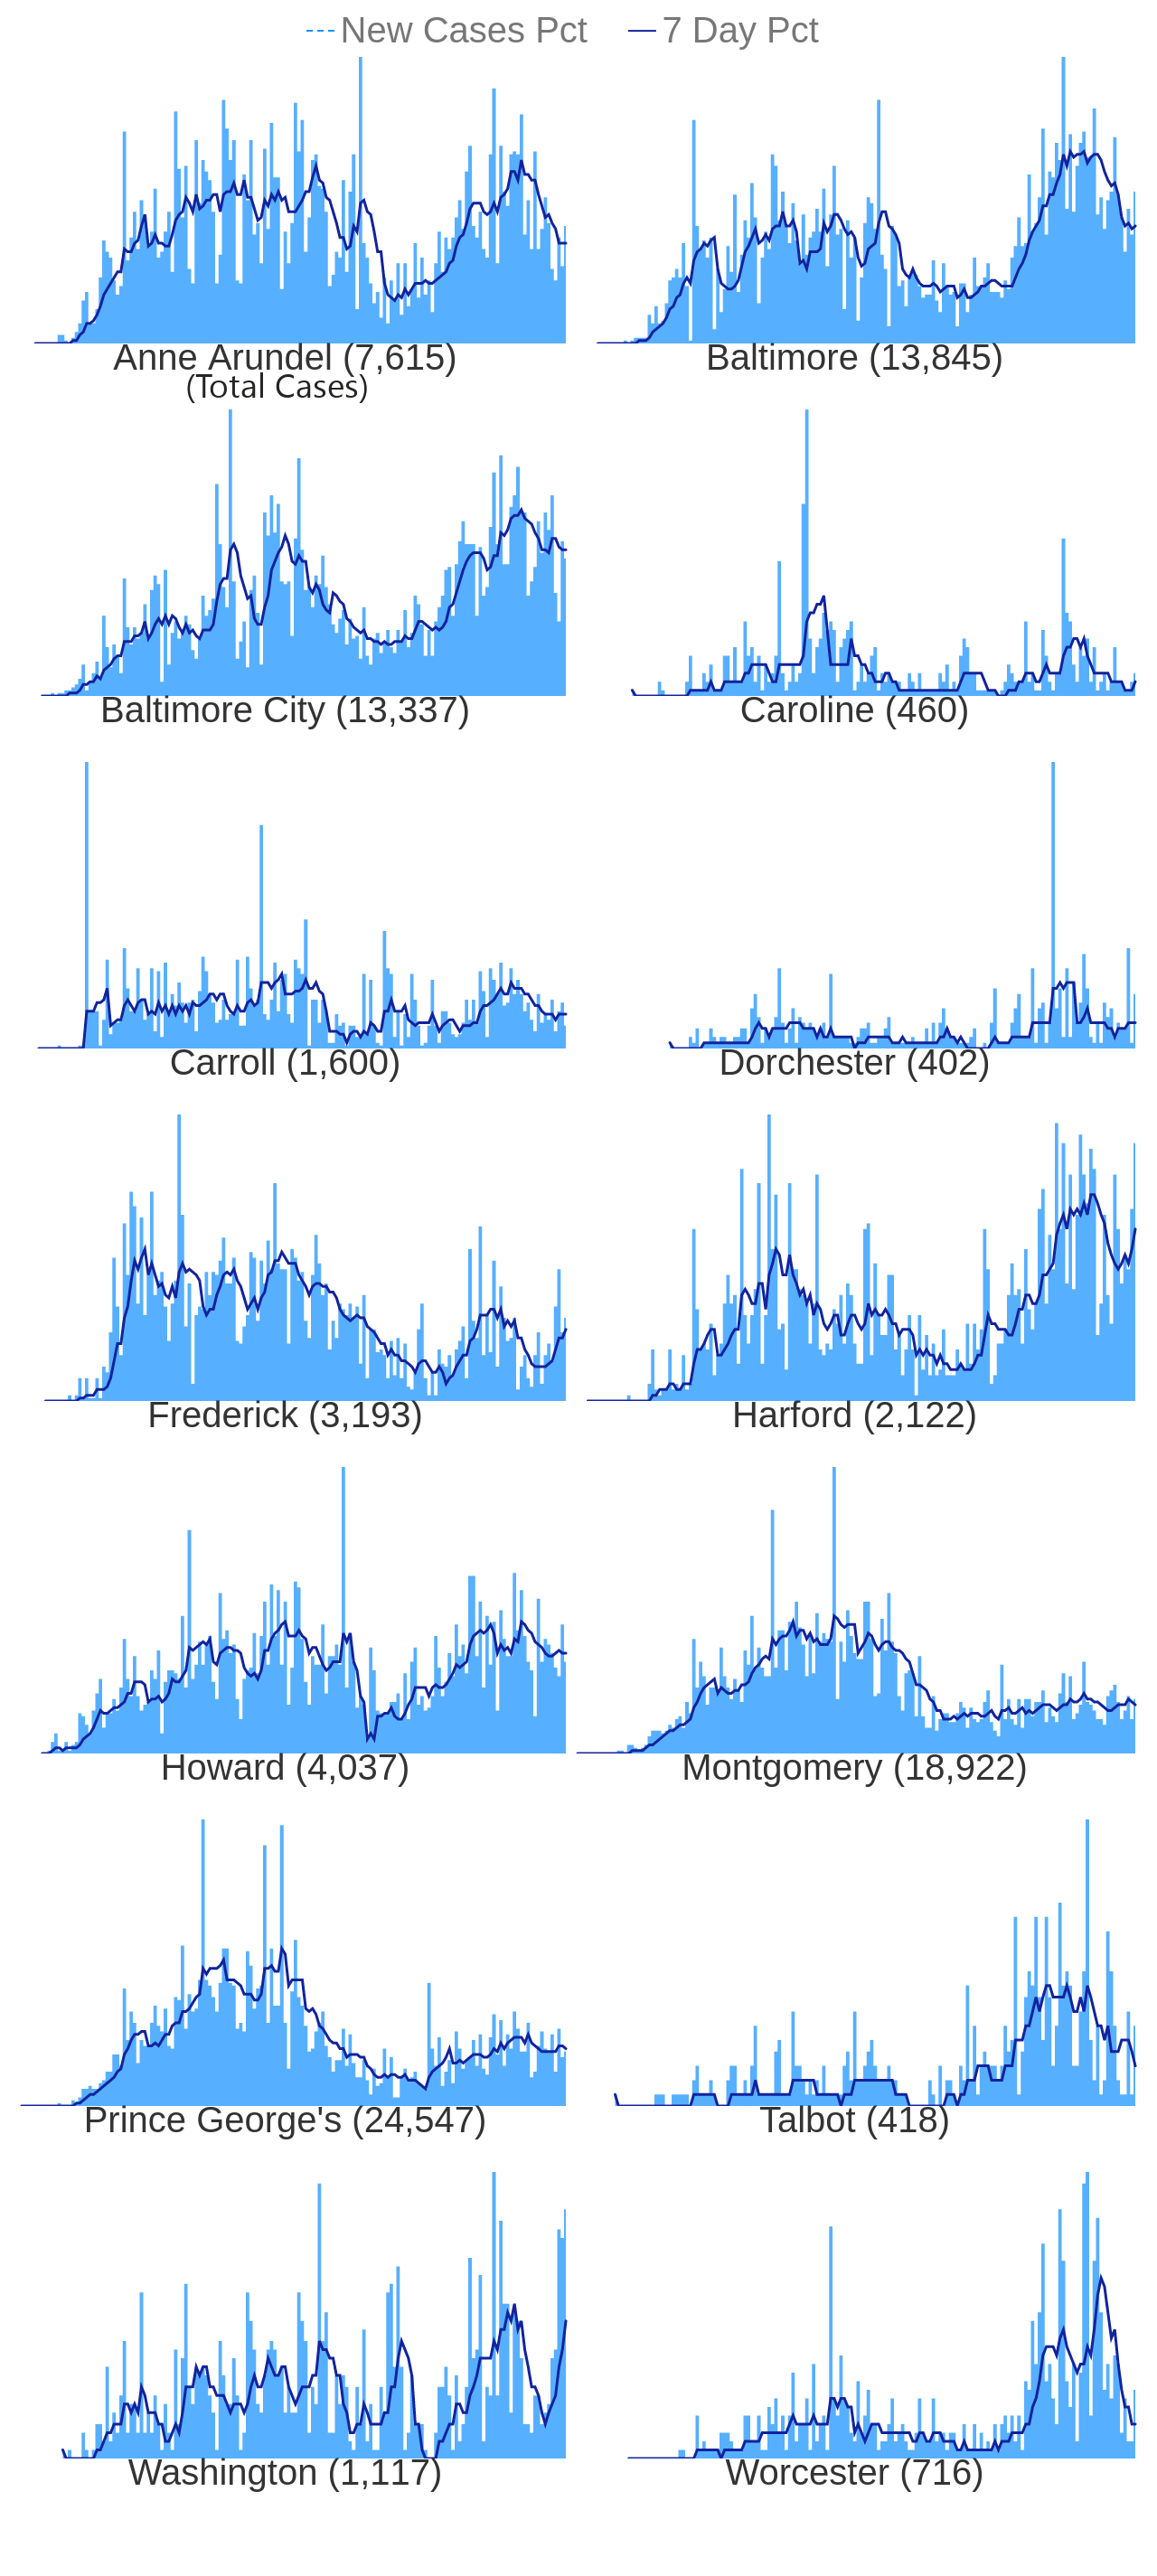 New Cases Pct 7 Day Pct
Anne Arundel (7,615) Baltimore (13,845)
(Total Cases)
Baltimore City (13,337) Caroline (460)
Carroll (1,600) Dorchester (402)
Frederick (3,193) Harford (2,122)
Howard (4,037) Montgomery (18,922)
Prince George's (24,547) Talbot (418)
Washington (1,117) Worcester (716)